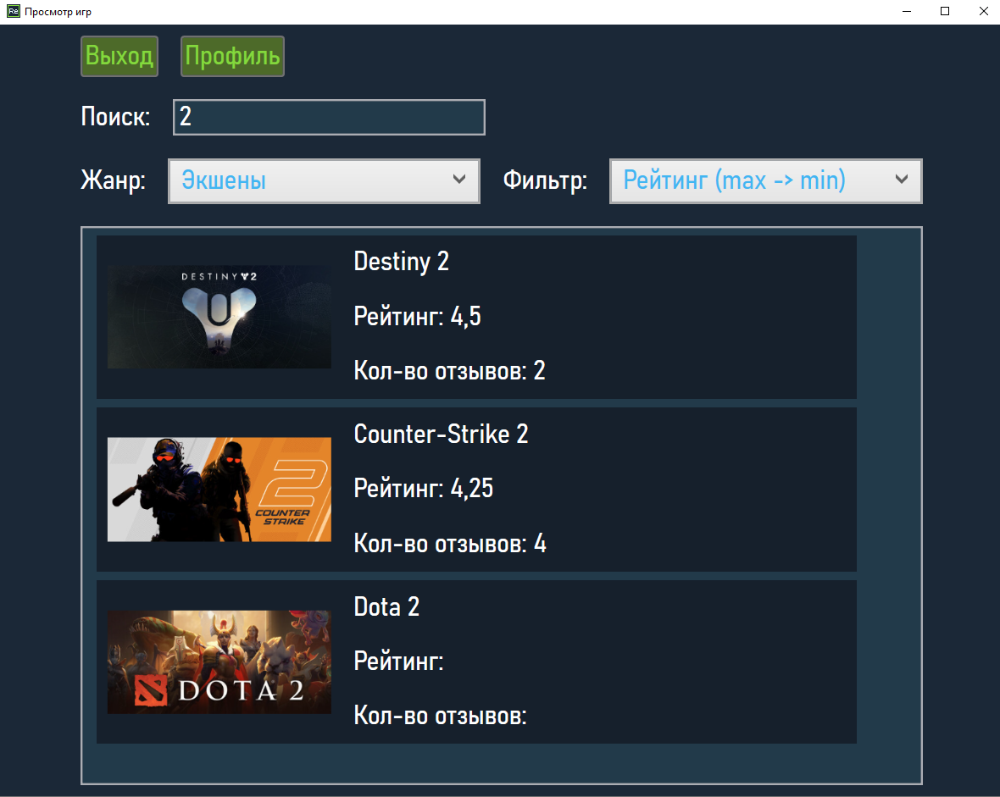 Re Просмотр игр
Выход Профиль
Поиск: 2
Жанр: Экшены Фильтр: Рейтинг (max -> min)
DESTINY 2
Destiny 2
Рейтинг: 4,5
Кол-во отзывов: 2
2
COUNTER
STRIKE
Counter-Strike 2
Рейтинг: 4,25
Кол-во отзывов: 4
DOTA 2
Dota 2
Рейтинг:
Кол-во отзывов: